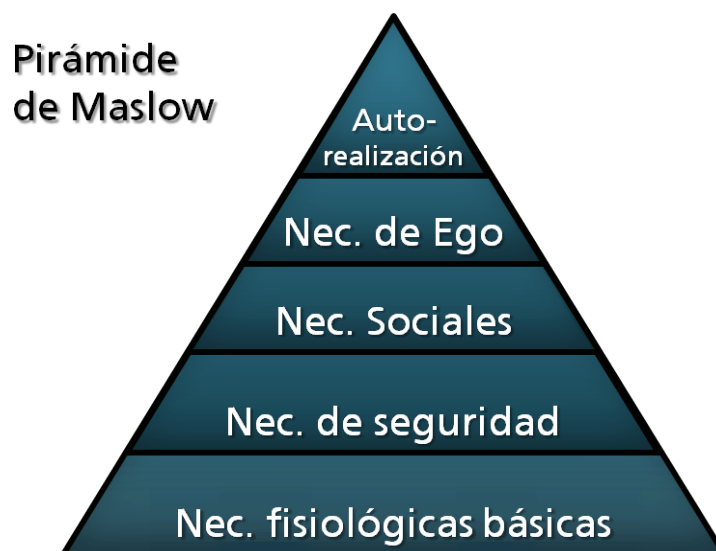 Pirámide
de Maslow
Auto-
realización
Nec. de Ego
Nec. Sociales
Nec. de seguridad
Nec. fisiológicas básicas